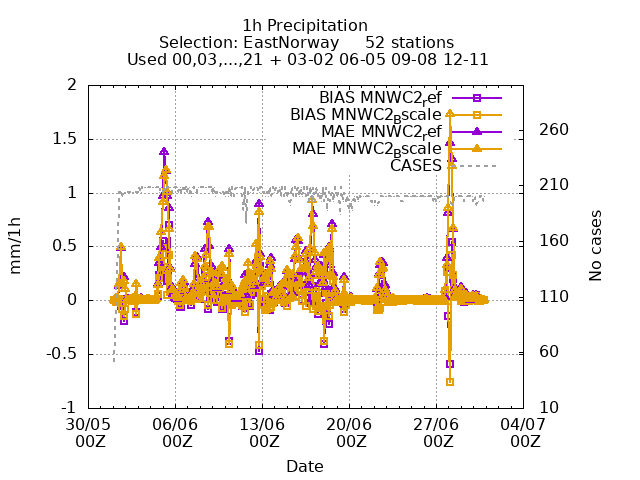 1h Precipitation
Selection: EastNorway 52 stations
Used 00,03,...,21 + 03-02 06-05 09-08 12-11
BIAS MNWC2_ref
BIAS MNWC2_Bscale
MAE MNWC2_ref
MAE MNWC2_Bscale
CASES
2
1.5
1
0.5
0
-0.5
-1
mm/1h
260
210
160
110
60
10
No cases
30/05 06/06 13/06 20/06 27/06 04/07
00Z 00Z 00Z 00Z 00Z 00Z
Date